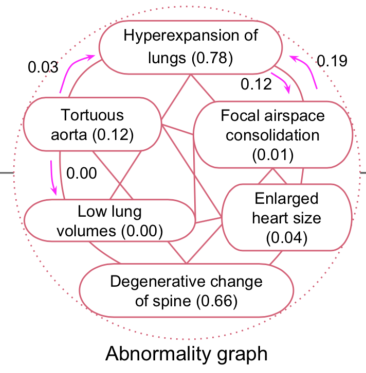 Hyperexpansion of
lungs (0.78)
0.03
0.19
0.12
Tortuous
aorta (0.12)
Focal airspace
consolidation
(0.01)
0.00
Low lung
volumes (0.00)
Enlarged
heart size
(0.04)
Degenerative change
of spine (0.66)
Abnormality graph